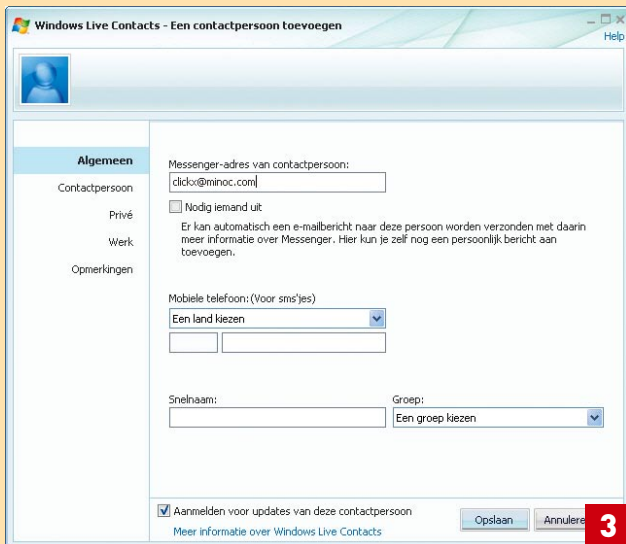 Windows Live Contacts - Een contactpersoon toevoegen
Help
Algemeen
Contactpersoon
Privé
Werk
Opmerkingen
Messenger-adres van contactpersoon:
clickx@minoc.com
Nodig iemand uit
Er kan automatisch een e-mailbericht naar deze persoon worden verzonden met daarin
meer informatie over Messenger. Hier kun je zelf nog een persoonlijk bericht aan
toevoegen.
Mobiele telefoon: (Voor sms'jes)
Een land kiezen
Snelnaam:
Groep:
Een groep kiezen
Aanmelden voor updates van deze contactpersoon
Meer informatie over Windows Live Contacts
Opslaan
Annulere
3